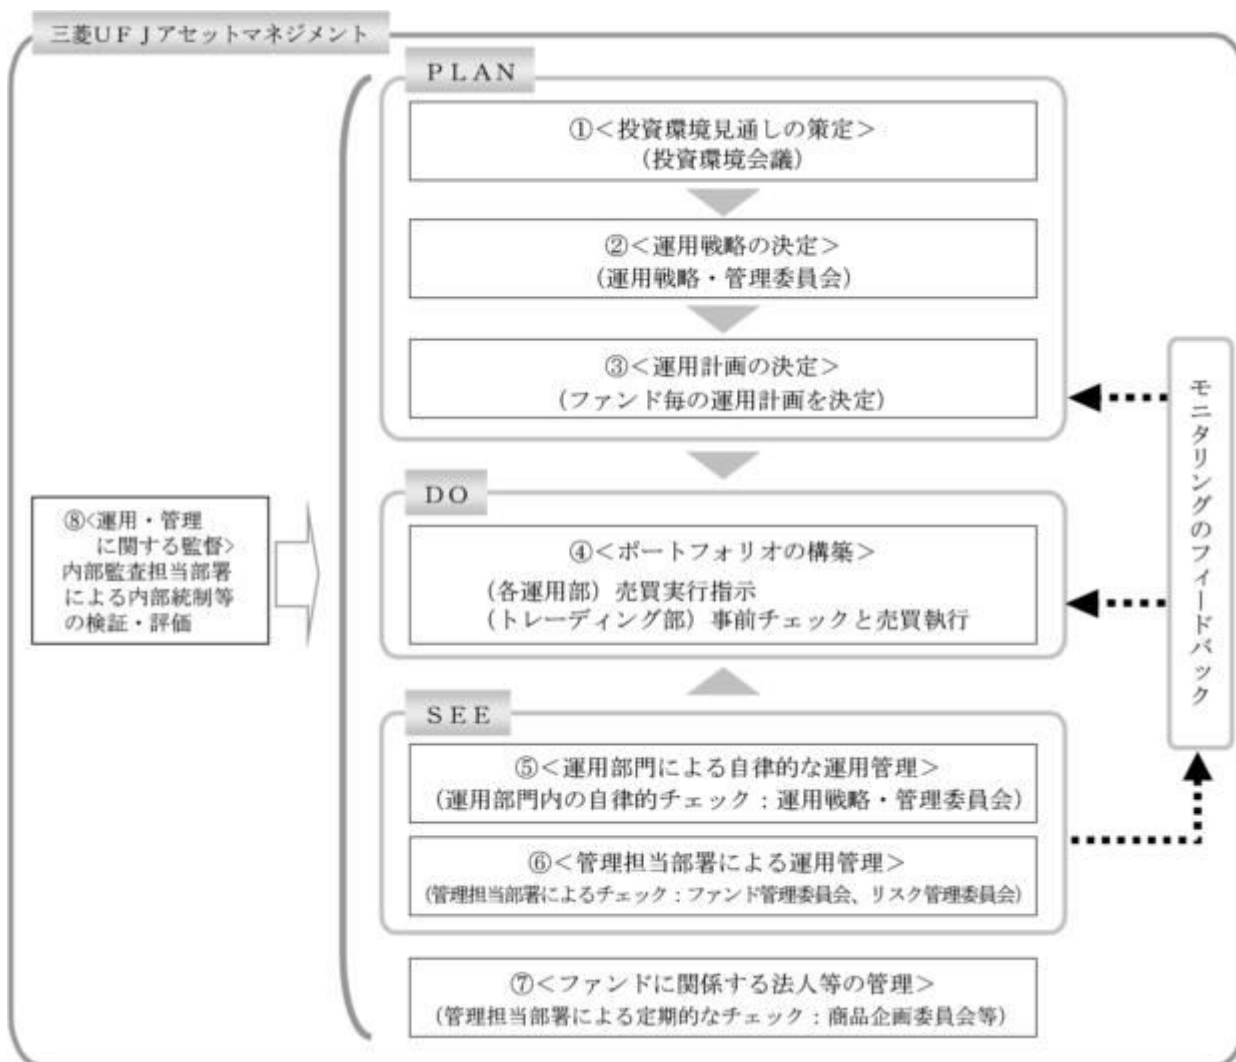 三菱UFJアセットマネジメント
PLAN
①<投資環境見通しの策定>
(投資環境会議)
②<運用戦略の決定>
(運用戦略・管理委員会)
③<運用計画の決定>
(ファンド毎の運用計画を決定)
DO
④<ポートフォリオの構築>
(各運用部)売買実行指示
(トレーディング部)事前チェックと売買執行
SEE
⑤<運用部門による自律的な運用管理>
(運用部門内の自律的チェック:運用戦略・管理委員会)
⑥<管理担当部署による運用管理>
(管理担当部署によるチェック:ファンド管理委員会、リスク管理委員会)
⑦<ファンドに関係する法人等の管理>
(管理担当部署による定期的なチェック:商品企画委員会等)
⑧<運用・管理
に関する監督>
内部監査担当部署
による内部統制等
の検証・評価
モニタリングのフィードバック